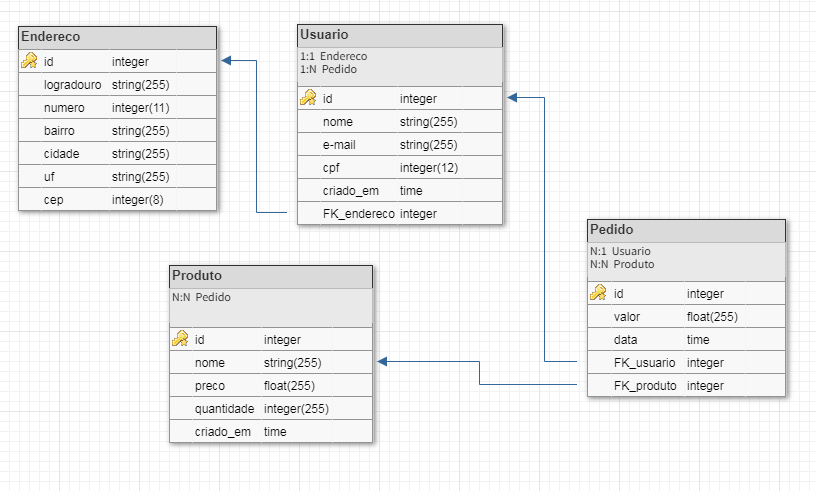 Endereco
id integer
logradouro string(255)
numero integer(11)
bairro string(255)
cidade string(255)
uf string(255)
cep integer(8)
Usuario
1:1 Endereco
1:N Pedido
id integer
nome string(255)
e-mail string(255)
cpf integer(12)
criado_em time
FK_endereco integer
Produto
N:N Pedido
id integer
nome string(255)
preco float(255)
quantidade integer(255)
criado_em time
Pedido
N:1 Usuario
N:N Produto
id integer
valor float(255)
data time
FK_usuario integer
FK_produto integer